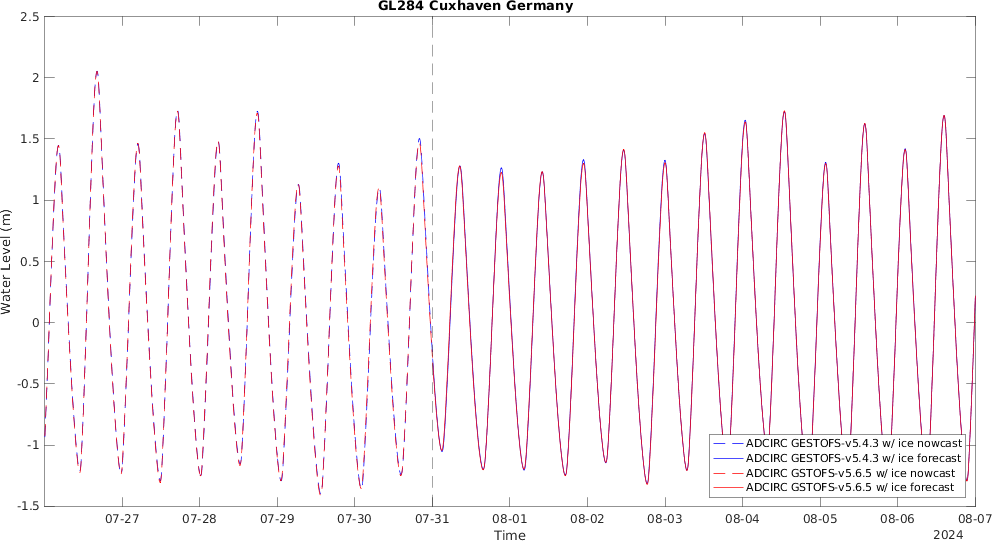 GL284 Cuxhaven Germany
2.5
2
1.5
1
0.5
0
-0.5
-1
-1.5
Water Level (m)
ADCIRC GESTOFS-v5.4.3 w/ ice nowcast
ADCIRC GESTOFS-v5.4.3 w/ ice forecast
ADCIRC GSTOFS-v5.6.5 w/ ice nowcast
ADCIRC GSTOFS-v5.6.5 w/ ice forecast
07-27 07-28 07-29 07-30 07-31 08-01 08-02 08-03 08-04 08-05 08-06 08-07
Time
2024